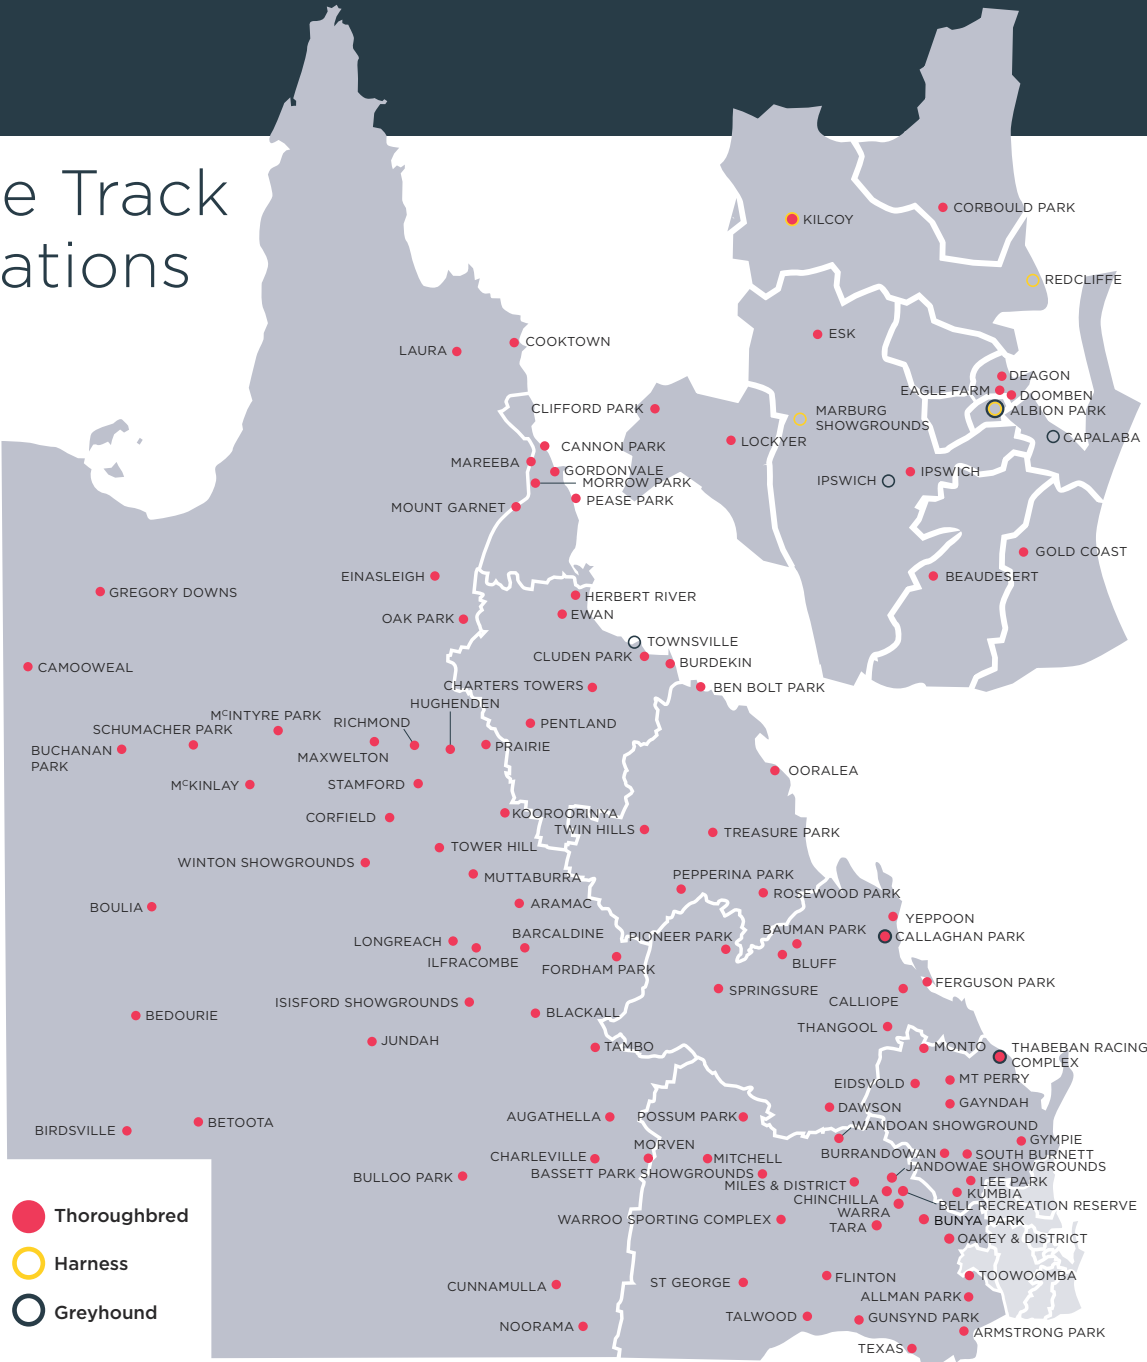 e Track
ations
KILCOY
CORBOULD PARK
REDCLIFFE
ESK
DEAGON
EAGLE FARM
DOOMBEN
ALBION PARK
MARBURG
SHOWGROUNDS
CAPALABA
CLIFFORD PARK
LOCKYER
IPSWICH
IPSWICH
GOLD COAST
BEAUDESERT
LAURA
COOKTOWN
CANNON PARK
MAREEBA
GORDONVALE
MORROW PARK
PEASE PARK
MOUNT GARNET
EINASLEIGH
GREGORY DOWNS
HERBERT RIVER
EWAN
OAK PARK
TOWNSVILLE
CLUDEN PARK
BURDEKIN
CAMOOWEAL
CHARTERS TOWERS
BEN BOLT PARK
HUGHENDEN
MCINTYRE PARK
RICHMOND
PENTLAND
SCHUMACHER PARK
BUCHANAN
PARK
MAXWELTON
PRAIRIE
OORALEA
MCKINLAY
STAMFORD
CORFIELD
KOOROORINYA
TWIN HILLS
TREASURE PARK
TOWER HILL
WINTON SHOWGROUNDS
MUTTABURRA
PEPPERINA PARK
ROSEWOOD PARK
BOULIA
ARAMAC
YEPPOON
LONGREACH
BARCALDINE
PIONEER PARK
BAUMAN PARK
CALLAGHAN PARK
ILFRACOMBE
FORDHAM PARK
BLUFF
SPRINGSURE
FERGUSON PARK
CALLIOPE
ISISFORD SHOWGROUNDS
BEDOURIE
BLACKALL
THANGOOL
JUNDAH
TAMBO
MONTO
THABEBAN RACING
COMPLEX
MT PERRY
EIDSVOLD
GAYNDAH
DAWSON
AUGATHELLA
POSSUM PARK
BETOOTA
BIRDSVILLE
WANDOAN SHOWGROUND
GYMPIE
MORVEN
BURRANDOWAN
SOUTH BURNETT
CHARLEVILLE
MITCHELL
JANDOWAE SHOWGROUNDS
BASSETT PARK SHOWGROUNDS
BULLOO PARK
MILES & DISTRICT
LEE PARK
KUMBIA
CHINCHILLA
BELL RECREATION RESERVE
WARRA
WARROO SPORTING COMPLEX
BUNYA PARK
TARA
OAKEY & DISTRICT
CUNNAMULLA
ST GEORGE
FLINTON
TOOWOOMBA
ALLMAN PARK
TALWOOD
GUNSYND PARK
NOORAMA
ARMSTRONG PARK
TEXAS
Thoroughbred
Harness
Greyhound